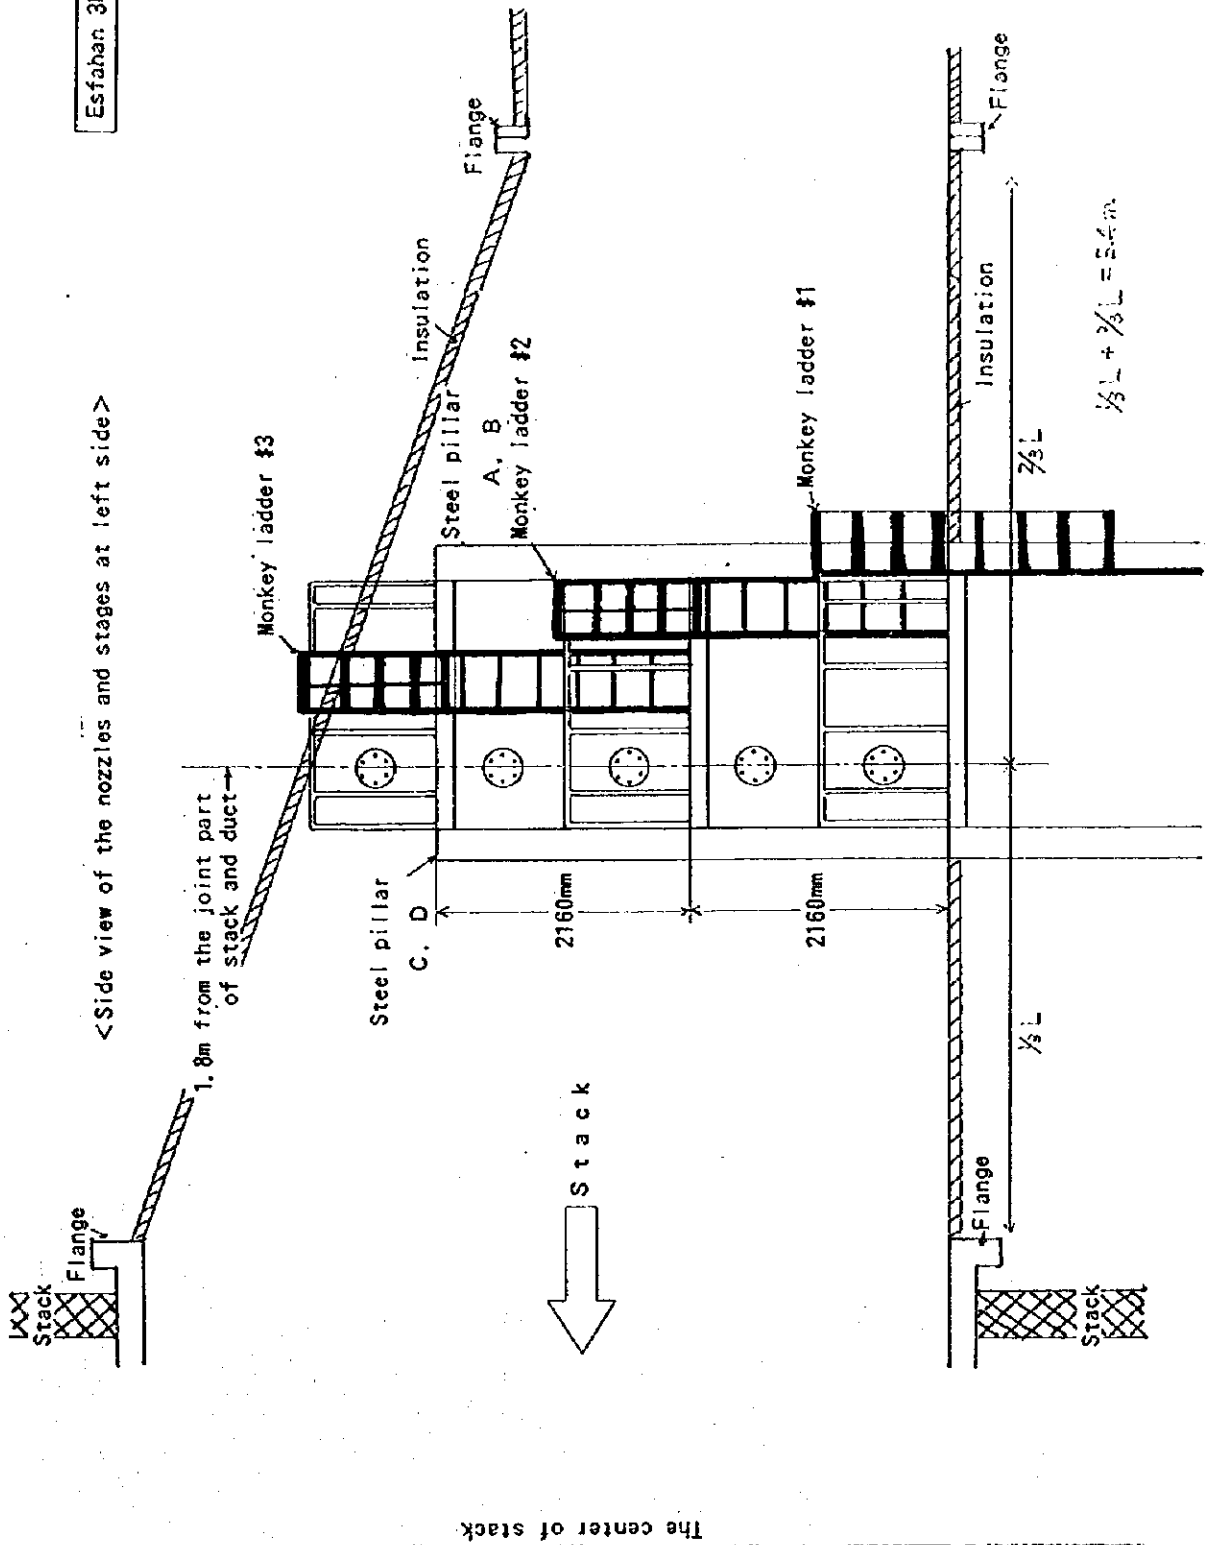 Esfahan 3
<Side view of the nozzles and stages at left side>
Stack
Flange
1.8m from the joint part
of stack and duct
Monkey ladder #3
Insulation
Flange
Steel pillar
A. B
Monkey ladder #2
Steel pillar
C. D
2160mm
2160mm
Stack
Monkey ladder #1
Flange
Insulation
Flange
Stack
⅓L
⅔L
⅓L + ⅔L = 5.4m
The center of stack